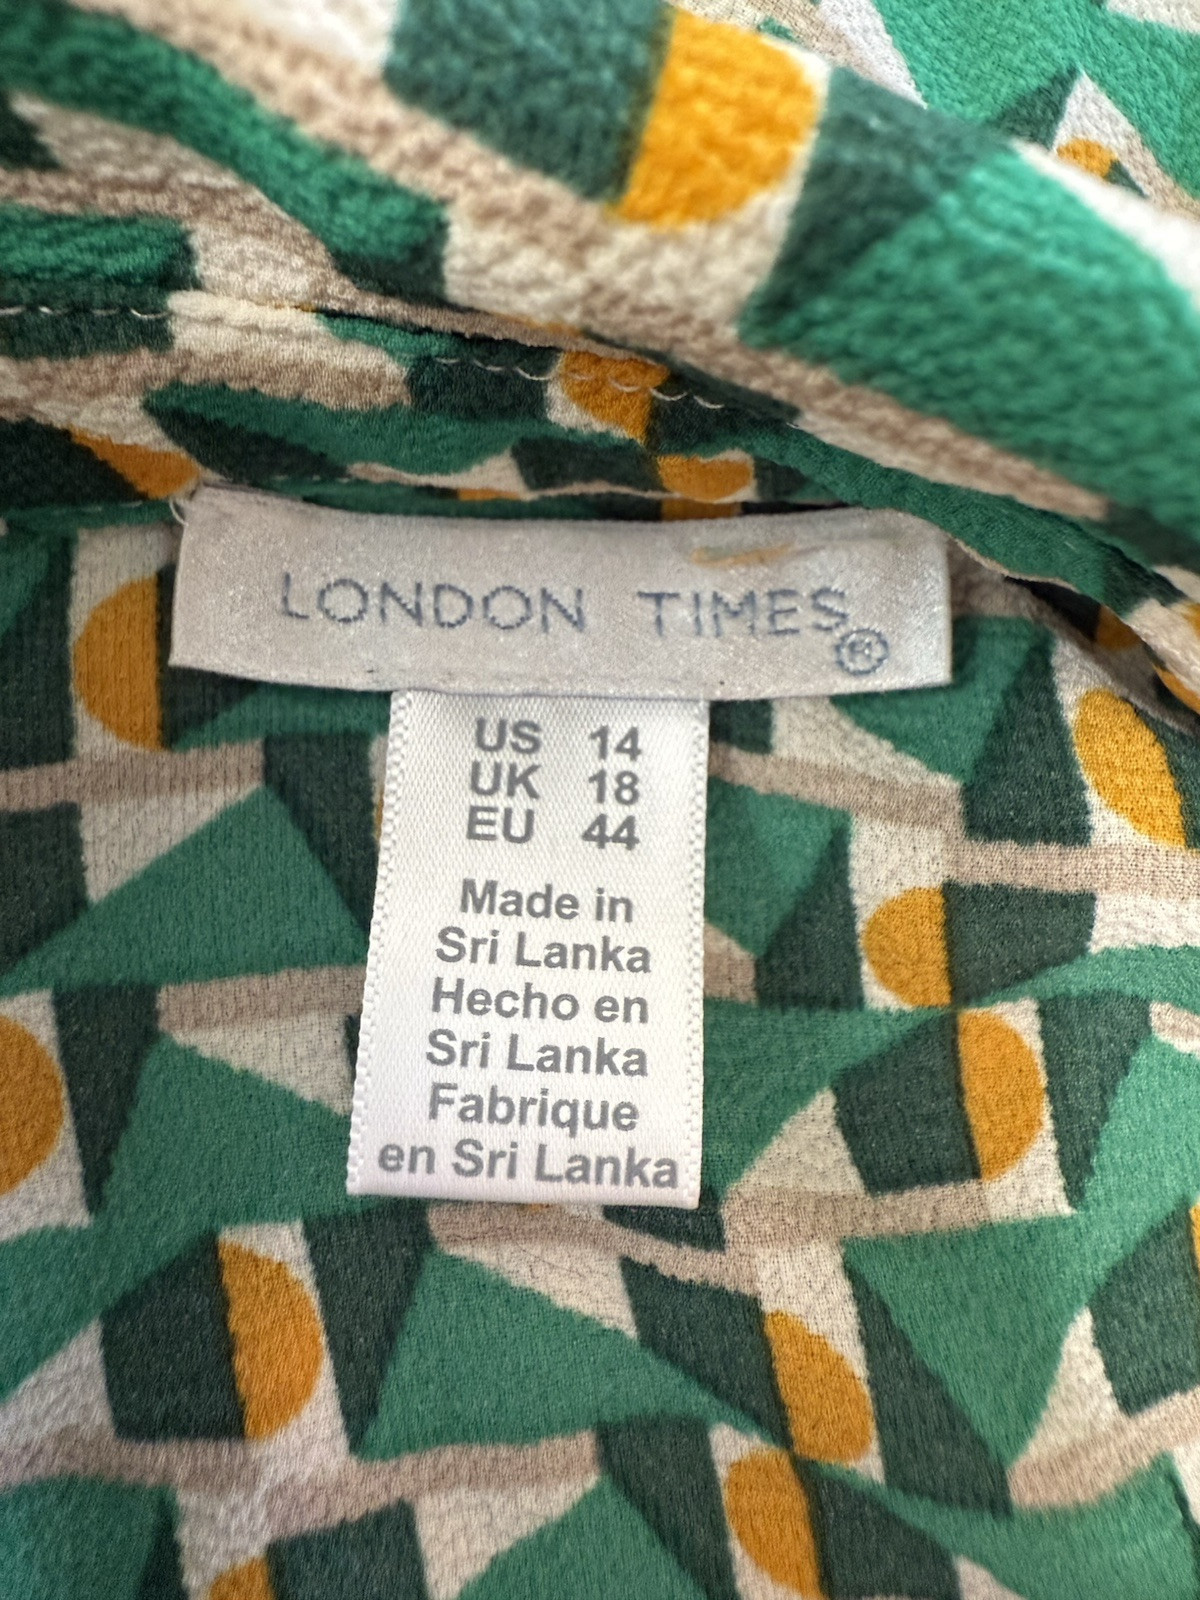 LONDON TIMES®
US 14
UK 18
EU 44
Made in
Sri Lanka
Hecho en
Sri Lanka
Fabrique
en Sri Lanka